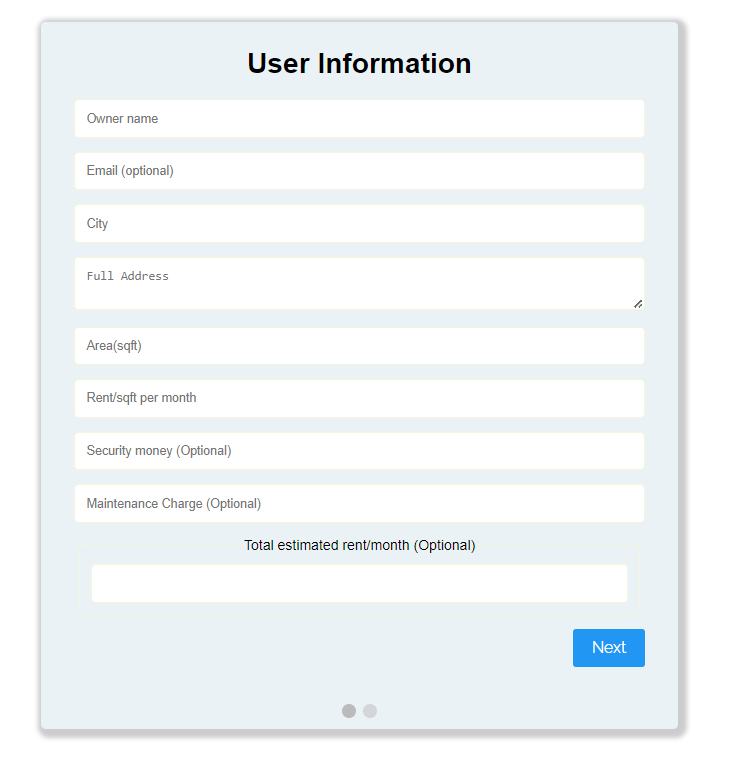 User Information
Owner name
Email (optional)
City
Full Address
Area(sqft)
Rent/sqft per month
Security money (Optional)
Maintenance Charge (Optional)
Total estimated rent/month (Optional)
Next